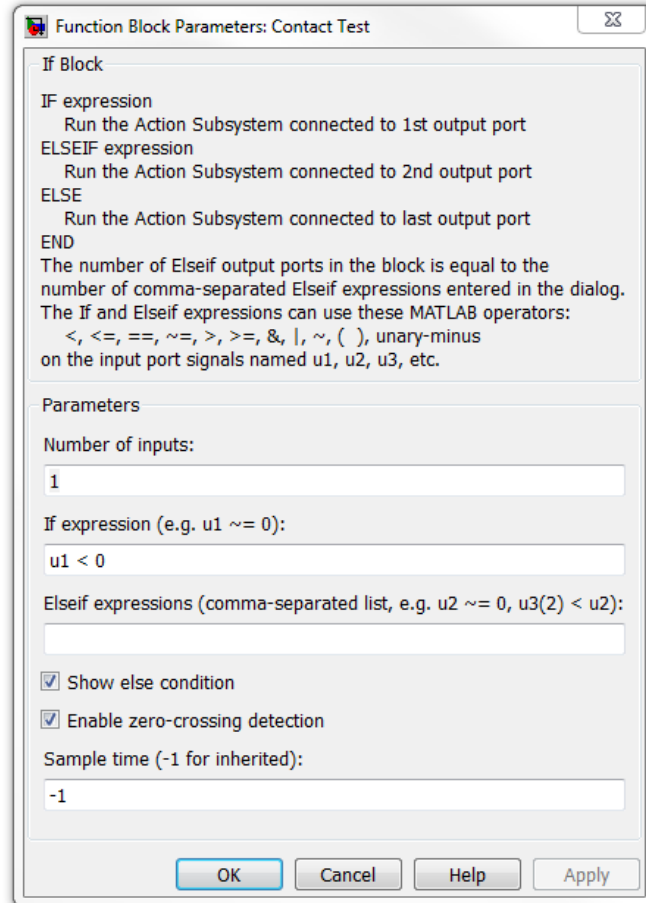 Function Block Parameters: Contact Test
If Block
IF expression
Run the Action Subsystem connected to 1st output port
ELSEIF expression
Run the Action Subsystem connected to 2nd output port
ELSE
Run the Action Subsystem connected to last output port
END
The number of Elseif output ports in the block is equal to the
number of comma-separated Elseif expressions entered in the dialog.
The If and Elseif expressions can use these MATLAB operators:
<, <=, ==, ~=, >, >=, &, |, ~, ( ), unary-minus
on the input port signals named u1, u2, u3, etc.
Parameters
Number of inputs:
1
If expression (e.g. u1 ~= 0):
u1 < 0
Elseif expressions (comma-separated list, e.g. u2 ~= 0, u3(2) < u2):
Show else condition
Enable zero-crossing detection
Sample time (-1 for inherited):
-1
OK Cancel Help Apply